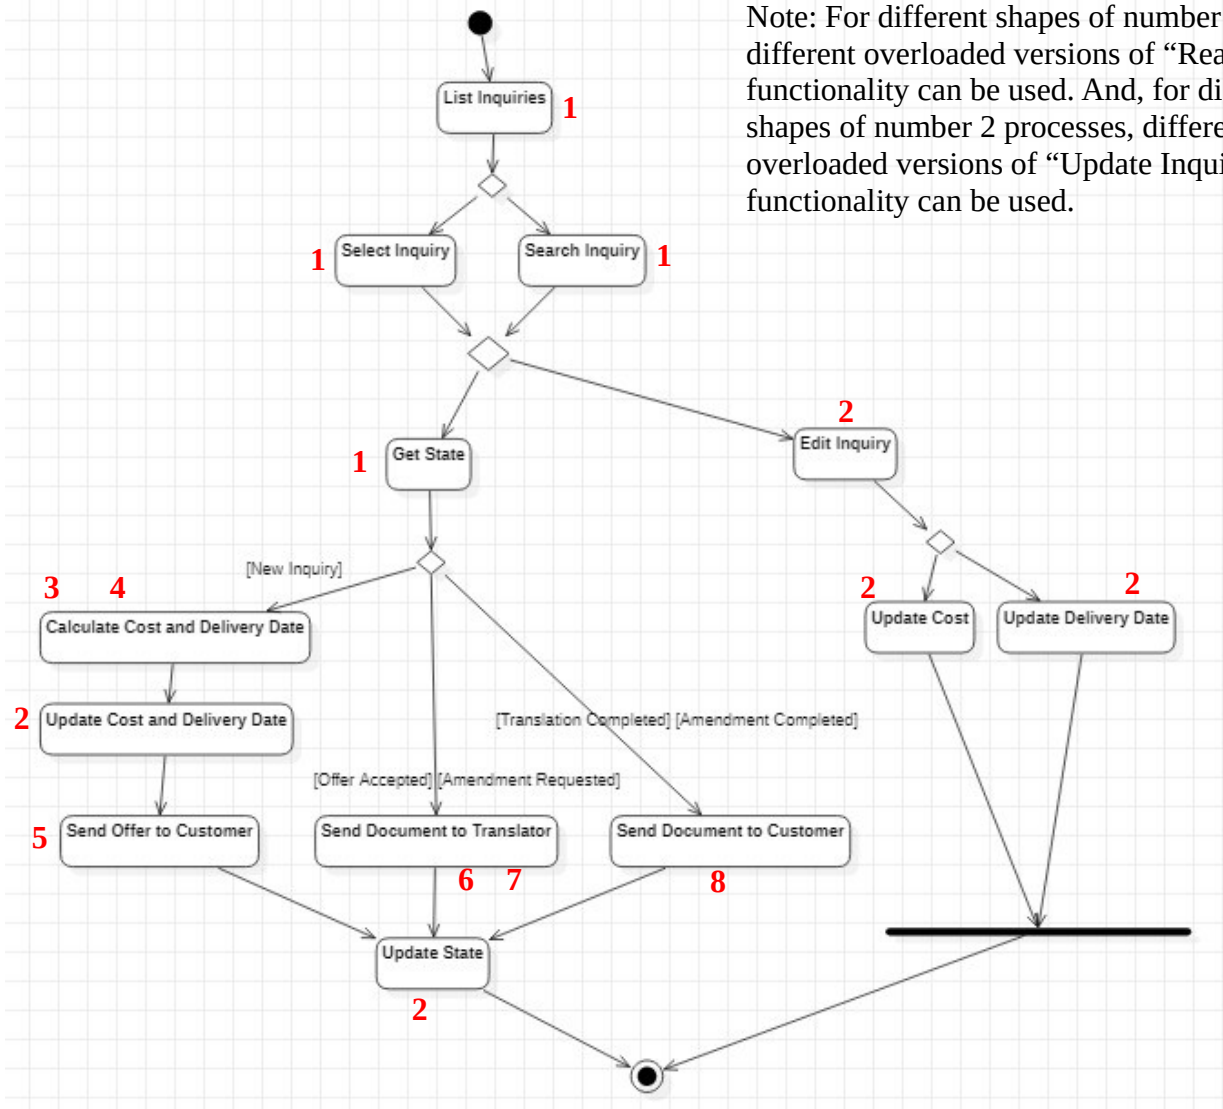 Note: For different shapes of number
different overloaded versions of “Rea
functionality can be used. And, for di
shapes of number 2 processes, differe
overloaded versions of “Update Inqui
functionality can be used.
List Inquiries
1
Select Inquiry
1
Search Inquiry
1
Get State
1
2
Edit Inquiry
[New Inquiry]
3 4
Calculate Cost and Delivery Date
2
Update Cost
2
Update Delivery Date
2
Update Cost and Delivery Date
[Translation Completed] [Amendment Completed]
[Offer Accepted] [Amendment Requested]
5
Send Offer to Customer
Send Document to Translator
6 7
Send Document to Customer
8
Update State
2